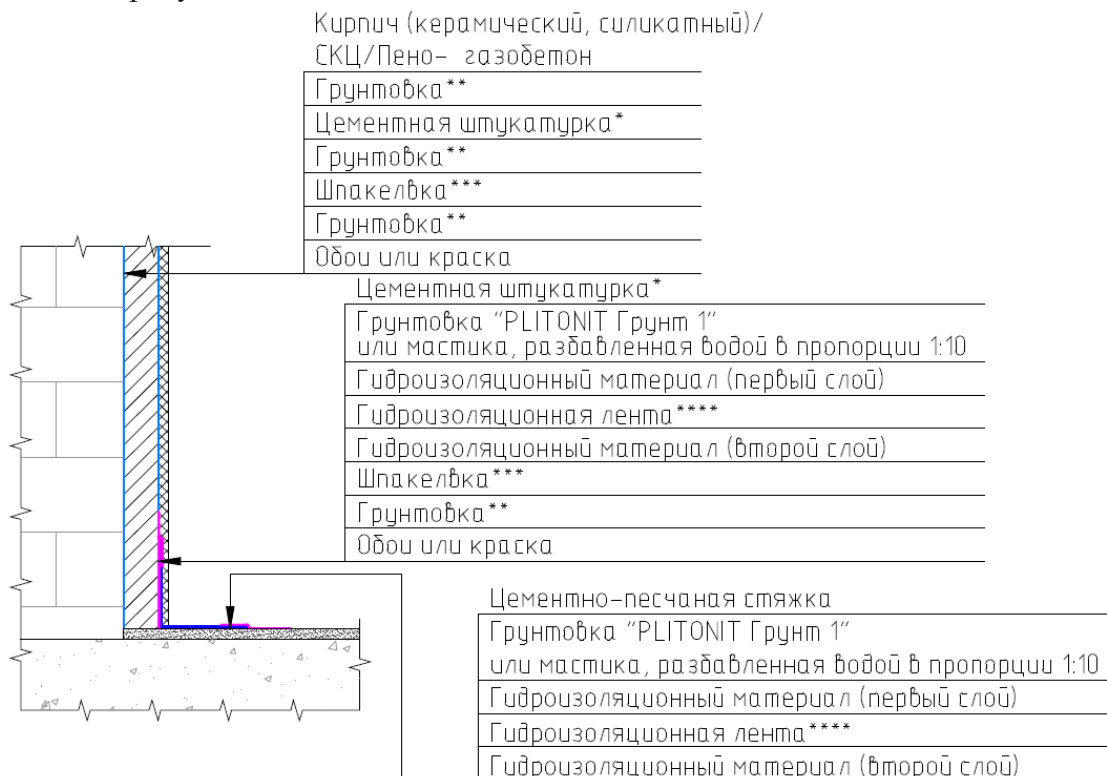 Кирпич (керамический, силикатный)/
СКЦ/Пено- газобетон
Грунтовка**
Цементная штукатурка*
Грунтовка**
Шпакелвка***
Грунтовка**
Обои или краска
Цементная штукатурка*
Грунтовка "PLITONIT Грунт 1"
или мастика, разбавленная водой в пропорции 1:10
Гидроизоляционный материал (первый слой)
Гидроизоляционная лента****
Гидроизоляционный материал (второй слой)
Шпакелвка***
Грунтовка**
Обои или краска
Цементно-песчаная стяжка
Грунтовка "PLITONIT Грунт 1"
или мастика, разбавленная водой в пропорции 1:10
Гидроизоляционный материал (первый слой)
Гидроизоляционная лента****
Гидроизоляционный материал (второй слой)